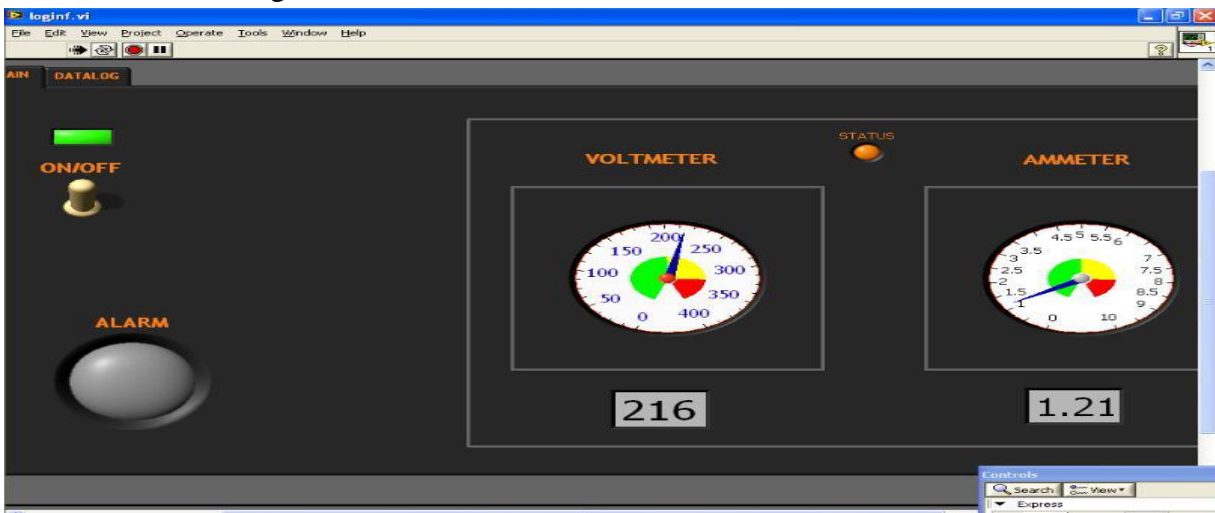 loginf.vi
File Edit View Project Operate Tools Window Help
AIN DATALOG
STATUS
ON/OFF
VOLTMETER
AMMETER
0 50 100 150 200 250 300 350 400
0 1 1.5 2 2.5 3 3.5 4.5 5 5.5 6 7 7.5 8 8.5 9 10
ALARM
216
1.21
Controls
Search View
Express